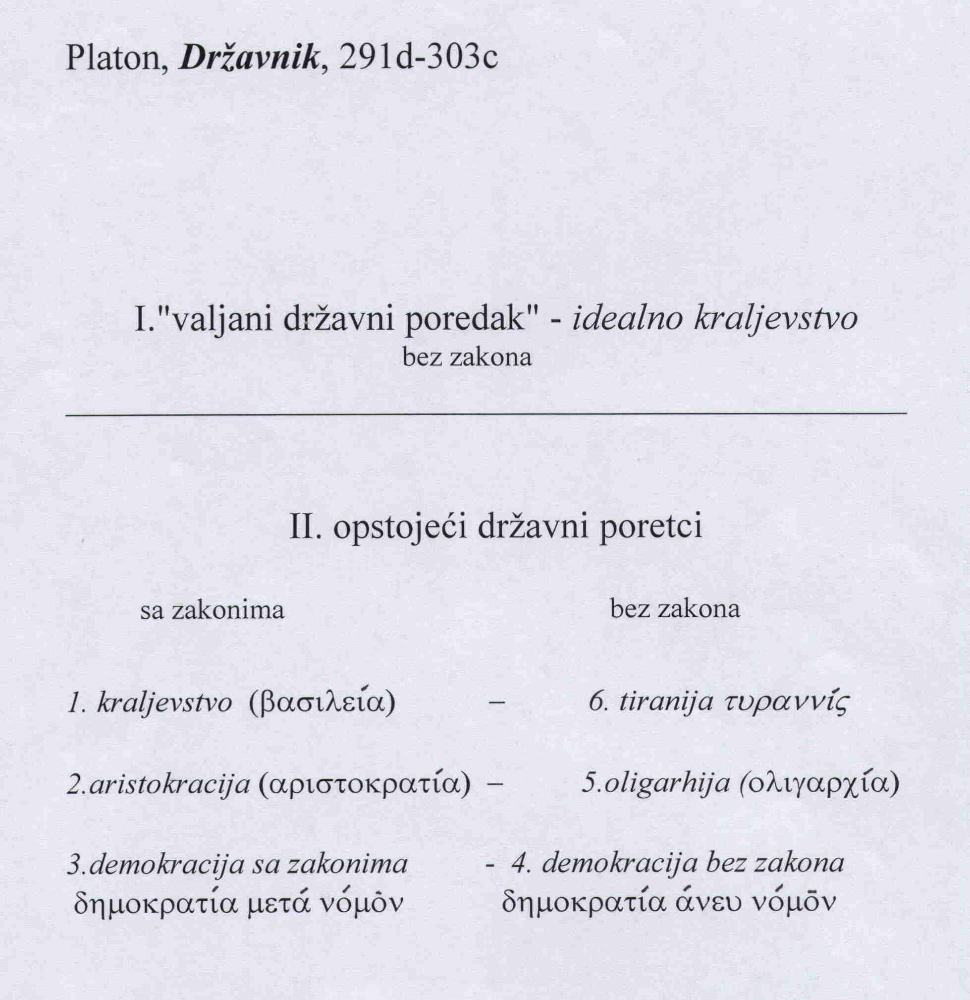 Platon, Državnik, 291d-303c
I."valjani državni poredak" - idealno kraljevstvo
bez zakona
II. opstojeći državni poretci
sa zakonima bez zakona
1. kraljevstvo (βασιλεία) – 6. tiranija τυραννίς
2.aristokracija (αριστοκρατία) – 5.oligarhija (ολιγαρχία)
3.demokracija sa zakonima - 4. demokracija bez zakona
δημοκρατία μετά νόμôν δημοκρατία άνευ νόμōν